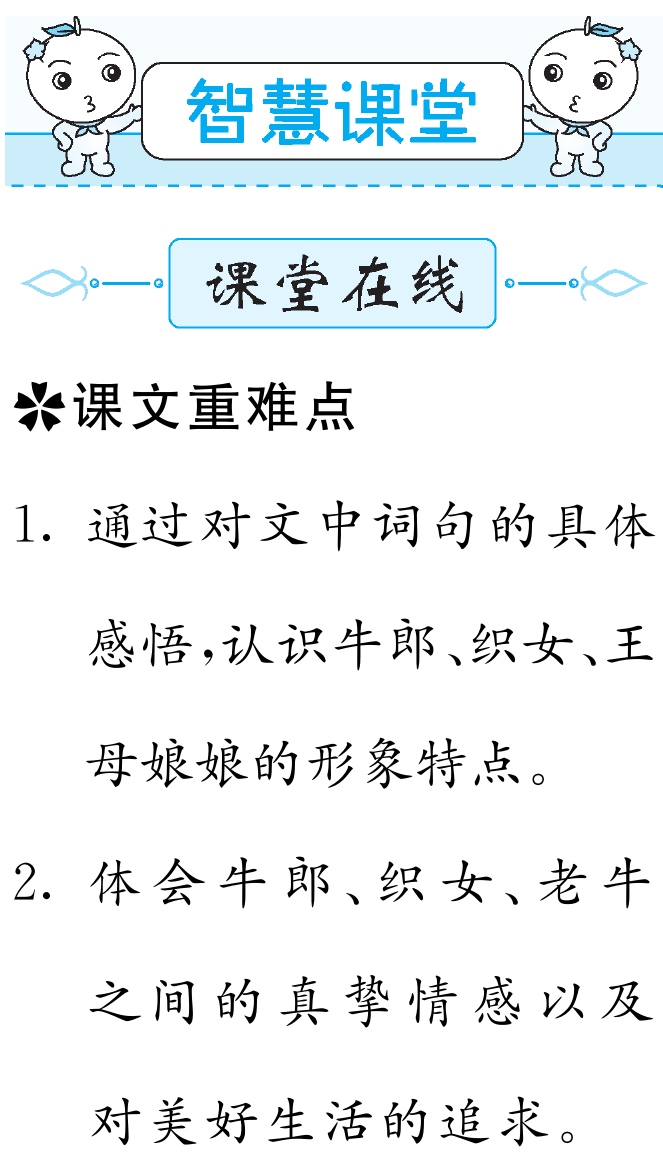 智慧课堂
课堂在线
课文重难点
1. 通过对文中词句的具体
感悟,认识牛郎、织女、王
母娘娘的形象特点。
2. 体会牛郎、织女、老牛
之间的真挚情感以及
对美好生活的追求。